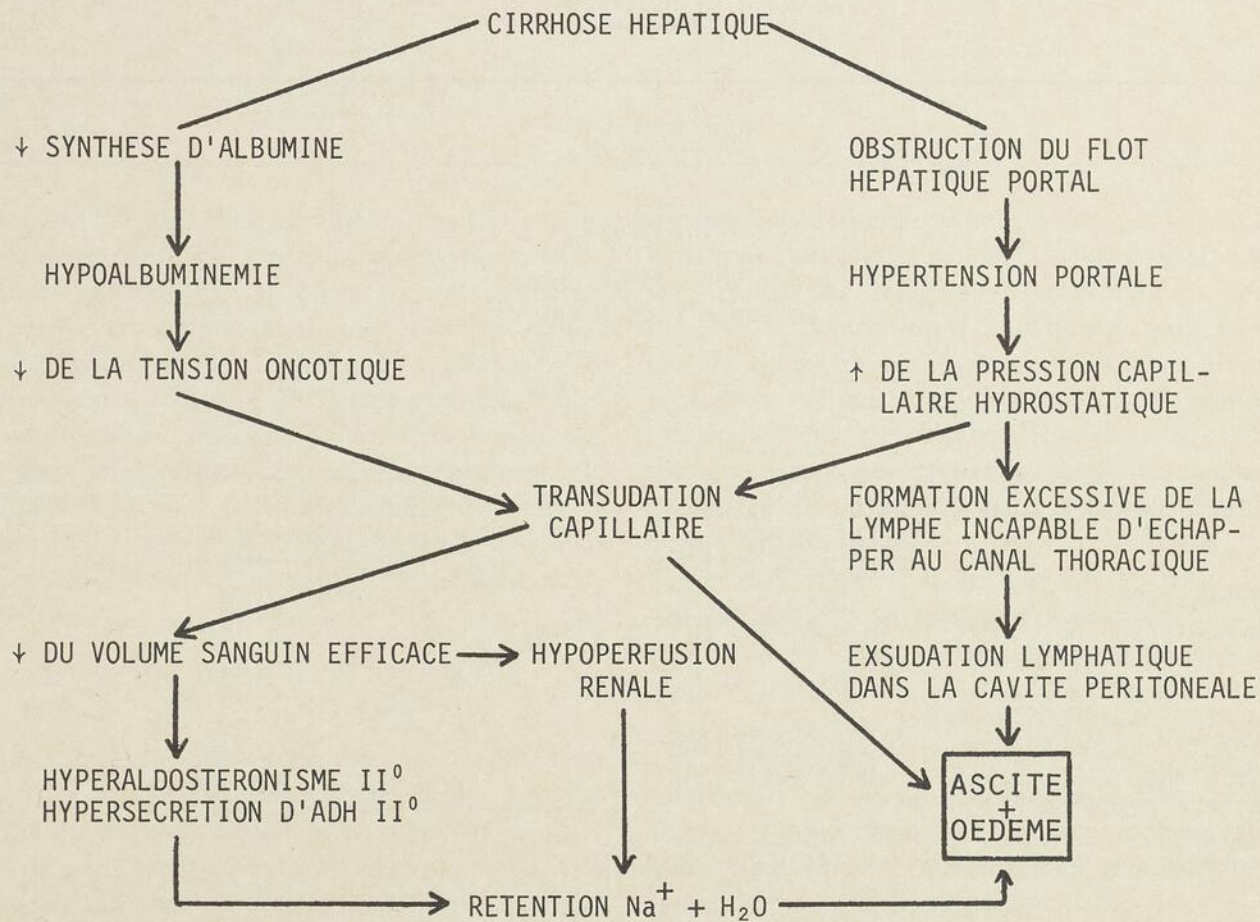 CIRRHOSE HEPATIQUE
↓ SYNTHESE D'ALBUMINE
OBSTRUCTION DU FLOT
HEPATIQUE PORTAL
HYPOALBUMINEMIE
HYPERTENSION PORTALE
↓ DE LA TENSION ONCOTIQUE
↑ DE LA PRESSION CAPIL-
LAIRE HYDROSTATIQUE
TRANSUDATION
CAPILLAIRE
FORMATION EXCESSIVE DE LA
LYMPHE INCAPABLE D'ECHAP-
PER AU CANAL THORACIQUE
↓ DU VOLUME SANGUIN EFFICACE
HYPOPERFUSION
RENALE
EXSUDATION LYMPHATIQUE
DANS LA CAVITE PERITONEALE
HYPERALDOSTERONISME II⁰
HYPERSECRETION D'ADH II⁰
ASCITE
+
OEDEME
RETENTION Na⁺ + H₂O